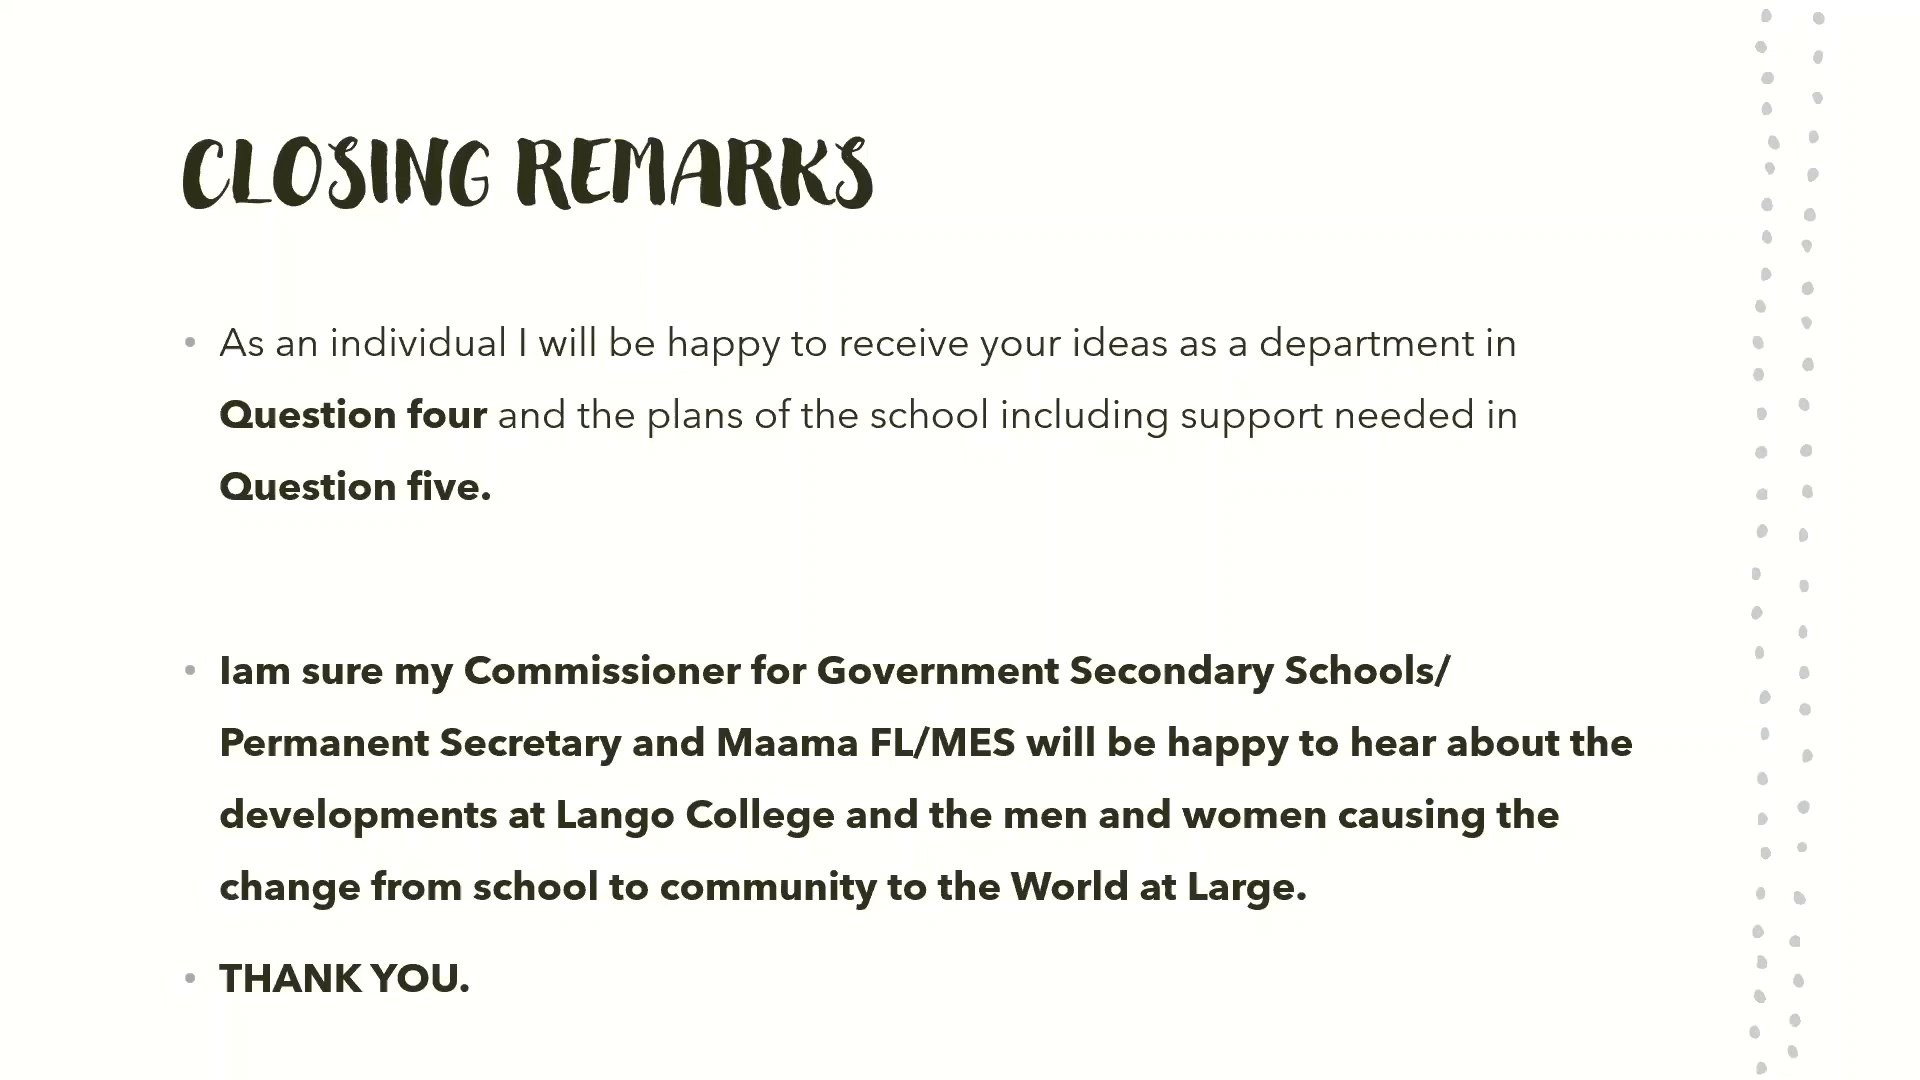 CLOSING REMARKS
• As an individual I will be happy to receive your ideas as a department in
Question four and the plans of the school including support needed in
Question five.
• Iam sure my Commissioner for Government Secondary Schools/
Permanent Secretary and Maama FL/MES will be happy to hear about the
developments at Lango College and the men and women causing the
change from school to community to the World at Large.
• THANK YOU.